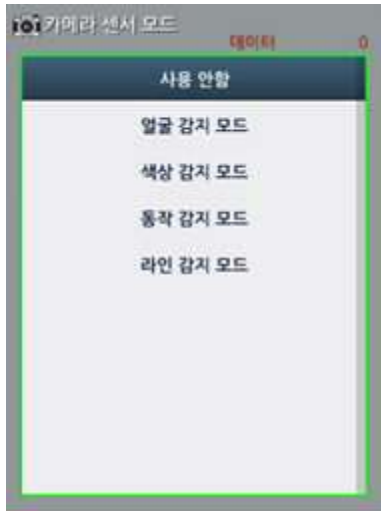 카메라 센서 모드
데이터 0
사용 안함
얼굴 감지 모드
색상 감지 모드
동작 감지 모드
라인 감지 모드